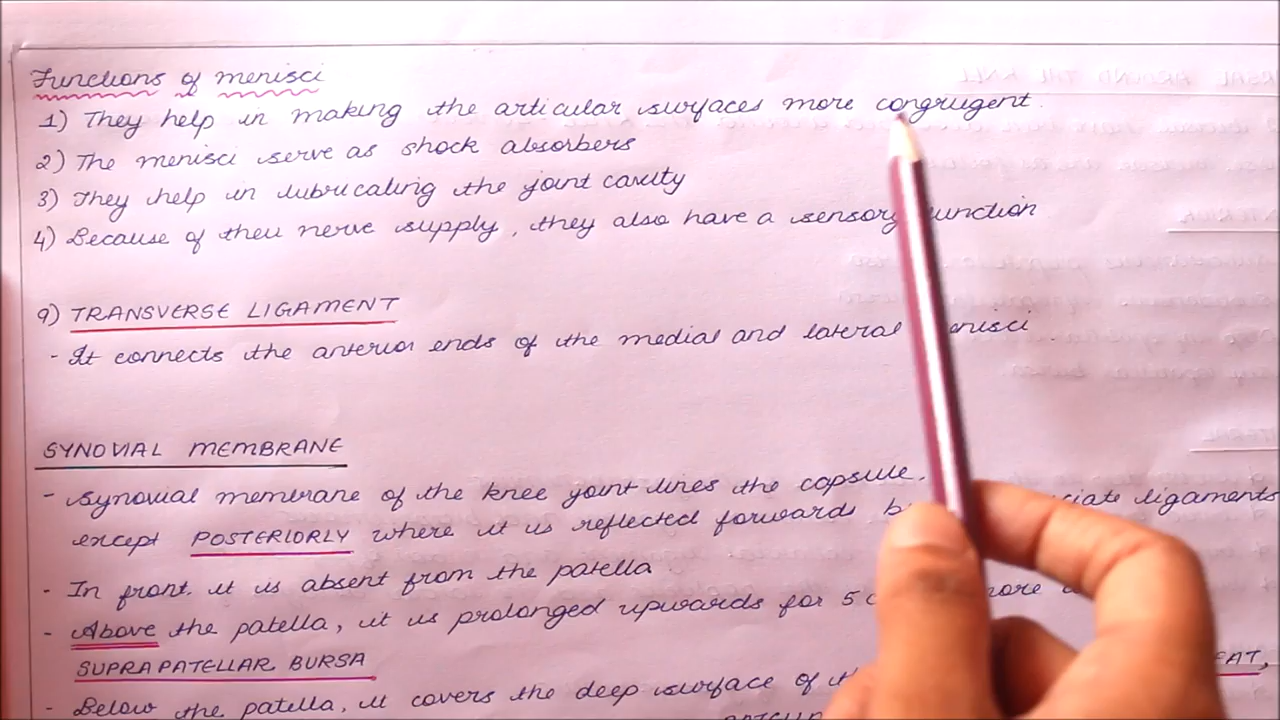 Functions of menisci
1) They help in making the articular surfaces more congrugent.
2) The menisci serve as shock absorbers
3) They help in lubricating the joint cavity
4) Because of their nerve supply, they also have a sensory function
9) TRANSVERSE LIGAMENT
- It connects the anterior ends of the medial and lateral menisci
SYNOVIAL MEMBRANE
- Synovial membrane of the knee joint lines the capsule, 
except POSTERIORLY where it is reflected forwards ligaments
- In front it is absent from the patella
- Above the patella, it is prolonged upwards for 5
SUPRAPATELLAR BURSA
- Below the patella, it covers the deep surface of FAT,